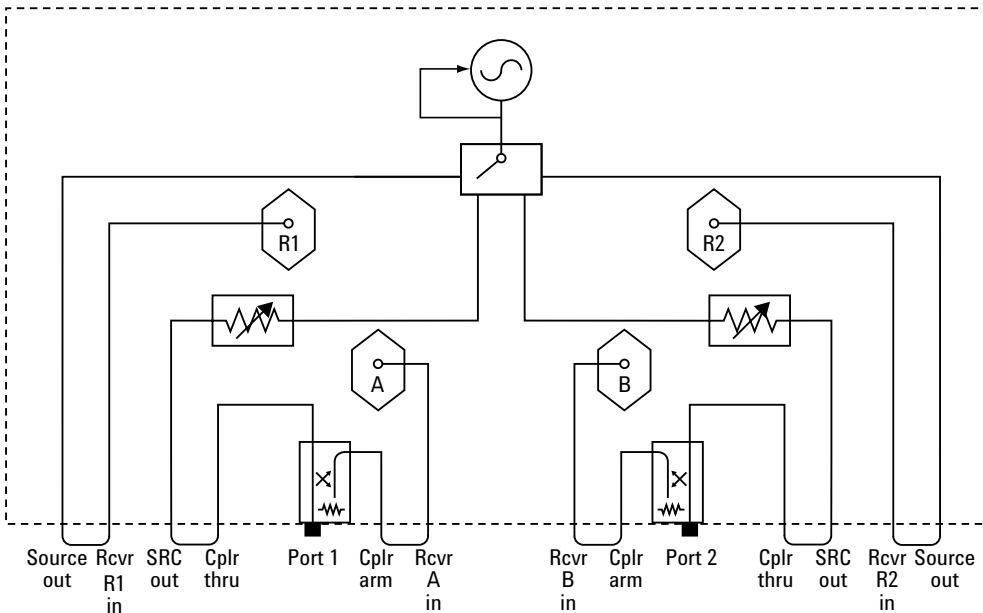 R1
R2
A
B
Source out
Rcvr R1 in
SRC out
Cplr thru
Port 1
Cplr arm
Rcvr A in
Rcvr B in
Cplr arm
Port 2
Cplr thru
SRC out
Rcvr R2 in
Source out